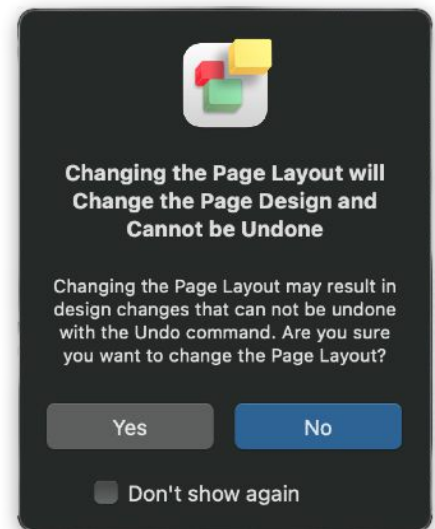 Changing the Page Layout will
Change the Page Design and
Cannot be Undone
Changing the Page Layout may result in
design changes that can not be undone
with the Undo command. Are you sure
you want to change the Page Layout?
Yes
No
Don't show again